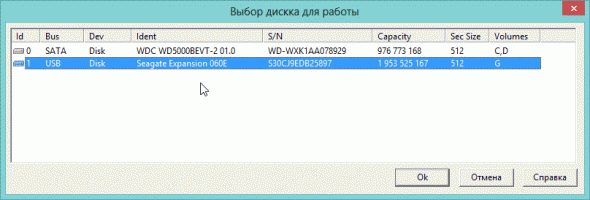 Выбор дискка для работы
Id Bus Dev Ident S/N Capacity Sec Size Volumes
0 SATA Disk WDC WD5000BEVT-2 01.0 WD-WXK1AA078929 976 773 168 512 C,D
1 USB Disk Seagate Expansion 060E S30CJ9EDB25897 1 953 525 167 512 G
Ok Отмена Справка